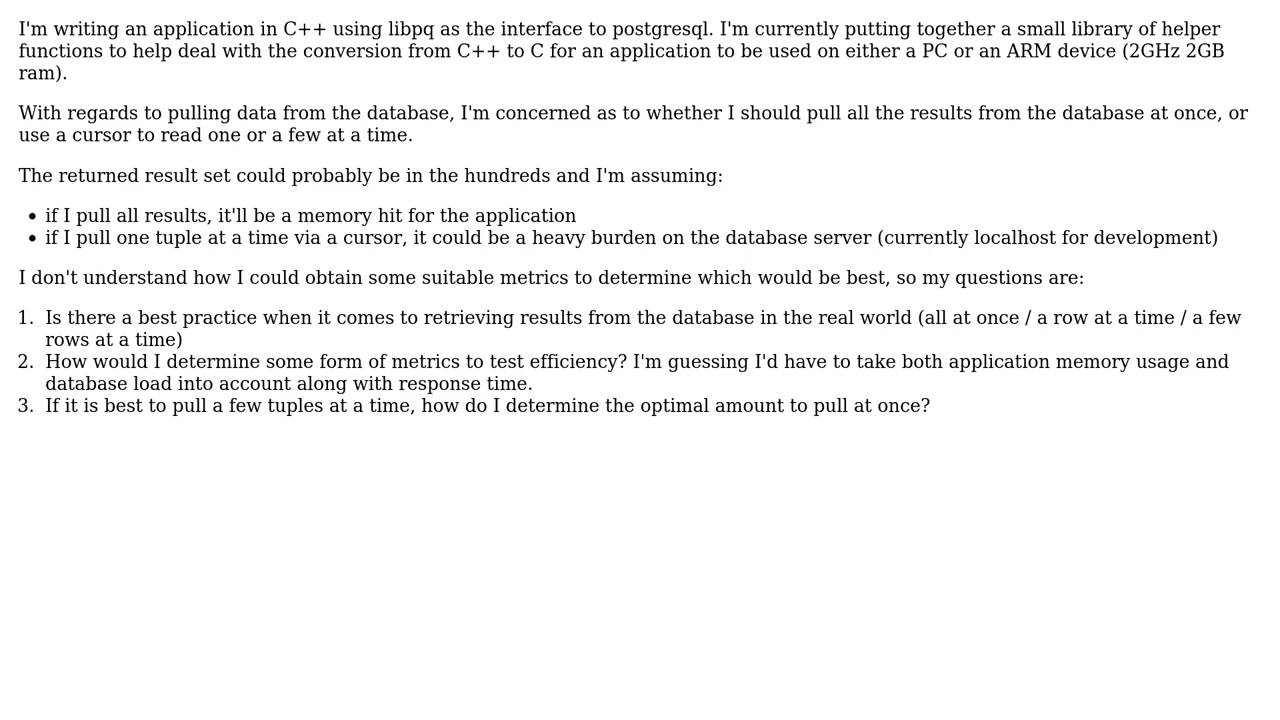 I'm writing an application in C++ using libpq as the interface to postgresql. I'm currently putting together a small library of helper
functions to help deal with the conversion from C++ to C for an application to be used on either a PC or an ARM device (2GHz 2GB
ram).
With regards to pulling data from the database, I'm concerned as to whether I should pull all the results from the database at once, or
use a cursor to read one or a few at a time.
The returned result set could probably be in the hundreds and I'm assuming:
• if I pull all results, it'll be a memory hit for the application
• if I pull one tuple at a time via a cursor, it could be a heavy burden on the database server (currently localhost for development)
I don't understand how I could obtain some suitable metrics to determine which would be best, so my questions are:
1. Is there a best practice when it comes to retrieving results from the database in the real world (all at once / a row at a time / a few
rows at a time)
2. How would I determine some form of metrics to test efficiency? I'm guessing I'd have to take both application memory usage and
database load into account along with response time.
3. If it is best to pull a few tuples at a time, how do I determine the optimal amount to pull at once?